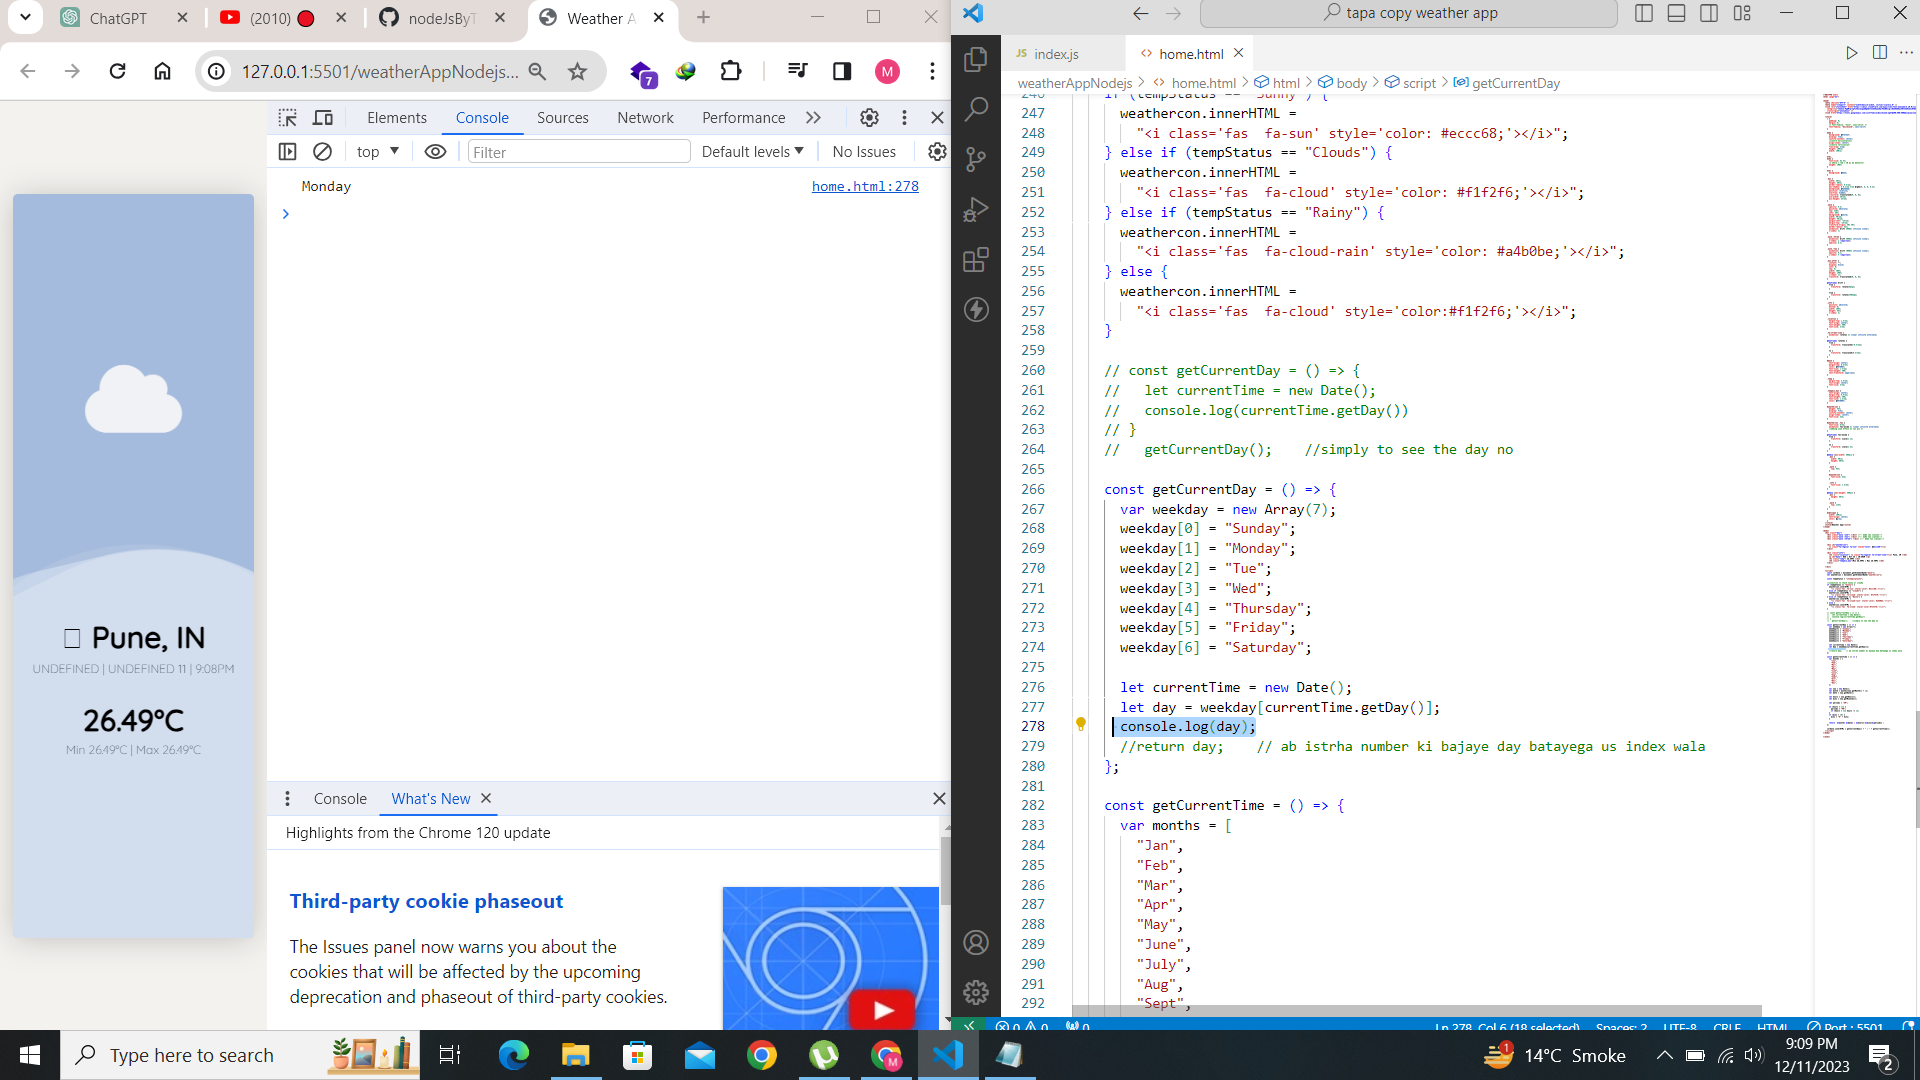 ChatGPT
(2010)
nodeJsByT
Weather A
127.0.0.1:5501/weatherAppNodejs...
7
M
Elements
Console
Sources
Network
Performance
top
Filter
Default levels
No Issues
Monday
home.html:278
Pune, IN
UNDEFINED | UNDEFINED 11 | 9:08PM
26.49°C
Min 26.49°C | Max 26.49°C
Console
What's New
Highlights from the Chrome 120 update
Third-party cookie phaseout
The Issues panel now warns you about the
cookies that will be affected by the upcoming
deprecation and phaseout of third-party cookies.
tapa copy weather app
JS index.js
home.html
weatherAppNodejs > home.html > html > body > script > getCurrentDay
246 if (tempStatus == "Sunny") {
247 weathercon.innerHTML =
248 "<i class='fas  fa-sun' style='color: #eccc68;'></i>";
249 } else if (tempStatus == "Clouds") {
250 weathercon.innerHTML =
251 "<i class='fas  fa-cloud' style='color: #f1f2f6;'></i>";
252 } else if (tempStatus == "Rainy") {
253 weathercon.innerHTML =
254 "<i class='fas  fa-cloud-rain' style='color: #a4b0be;'></i>";
255 } else {
256 weathercon.innerHTML =
257 "<i class='fas  fa-cloud' style='color:#f1f2f6;'></i>";
258 }
259
260 // const getCurrentDay = () => {
261 //   let currentTime = new Date();
262 //   console.log(currentTime.getDay())
263 // }
264 //   getCurrentDay();    //simply to see the day no
265
266 const getCurrentDay = () => {
267 var weekday = new Array(7);
268 weekday[0] = "Sunday";
269 weekday[1] = "Monday";
270 weekday[2] = "Tue";
271 weekday[3] = "Wed";
272 weekday[4] = "Thursday";
273 weekday[5] = "Friday";
274 weekday[6] = "Saturday";
275
276 let currentTime = new Date();
277 let day = weekday[currentTime.getDay()];
278 console.log(day);
279 //return day;    // ab istrha number ki bajaye day batayega us index wala
280 };
281
282 const getCurrentTime = () => {
283 var months = [
284 "Jan",
285 "Feb",
286 "Mar",
287 "Apr",
288 "May",
289 "June",
290 "July",
291 "Aug",
292 "Sept",
0 0 0 Ln 278, Col 6 (18 selected) Spaces: 2 UTF-8 CRLF HTML Port : 5501
Type here to search
M
1
14°C Smoke
9:09 PM
12/11/2023
2